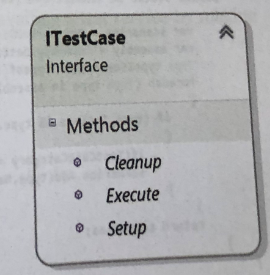 ITestCase
Interface
Methods
Cleanup
Execute
Setup